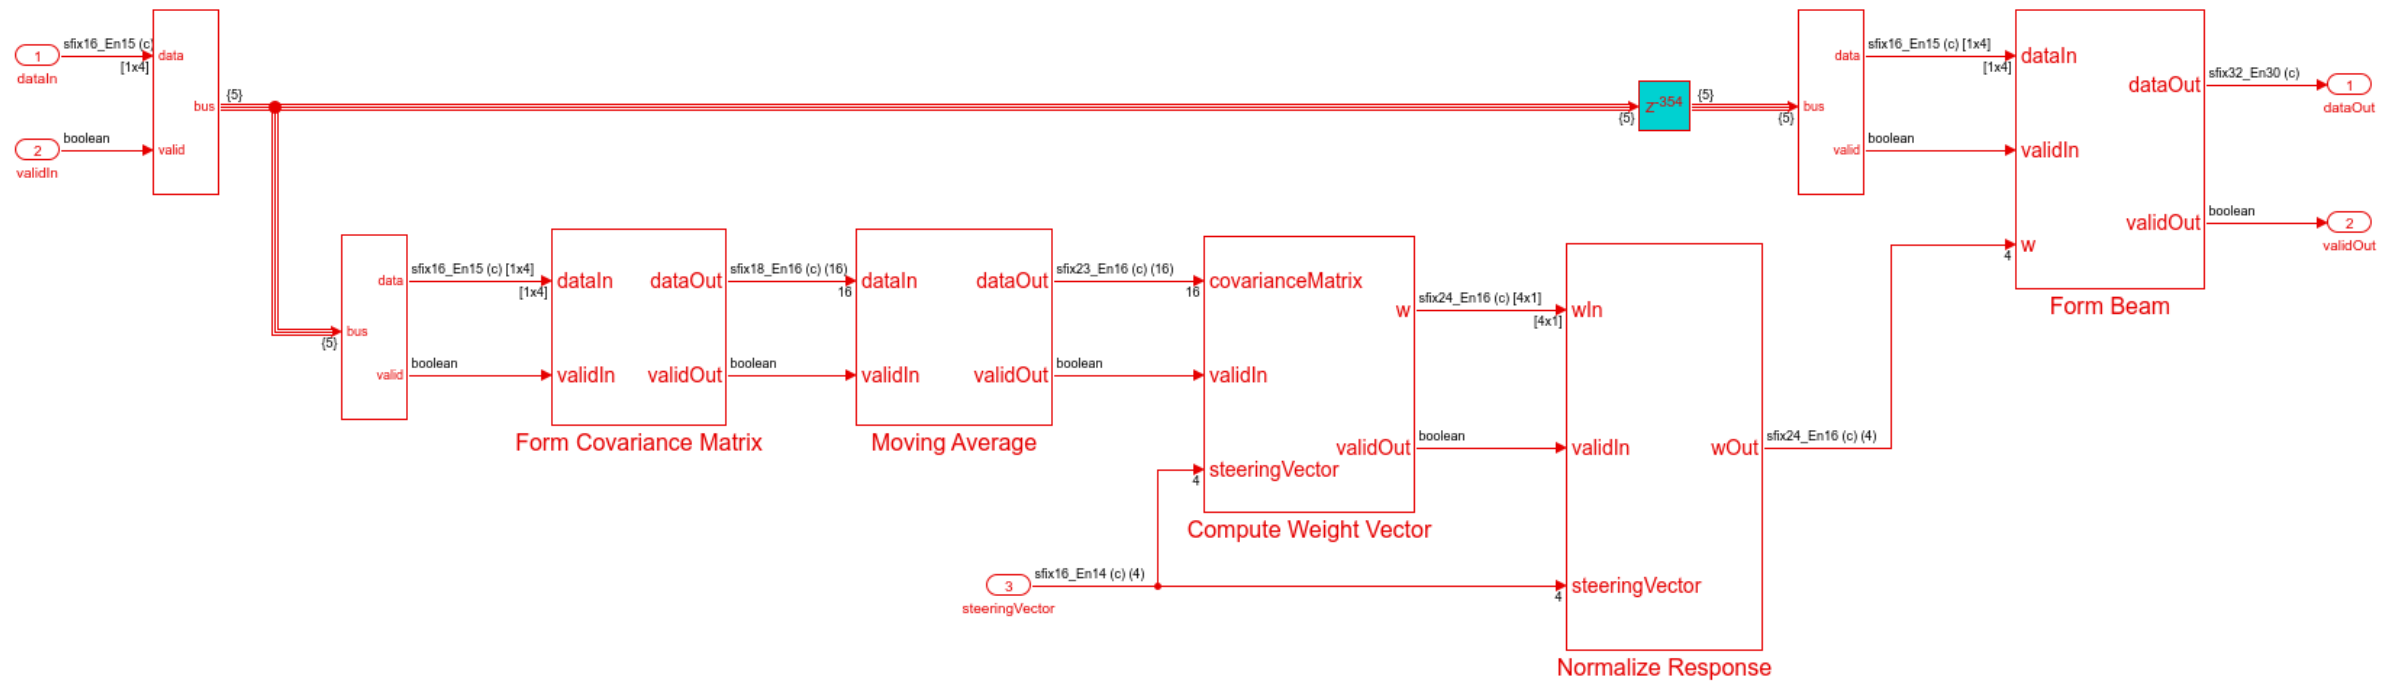 1
dataIn
sfix16_En15 (c)
[1x4]
data
2
validIn
boolean
valid
bus
{5}
{5}
z-354
{5}
{5}
bus
data
valid
sfix16_En15 (c) [1x4]
[1x4]
boolean
dataIn
validIn
w
4
dataOut
validOut
Form Beam
sfix32_En30 (c)
1
dataOut
boolean
2
validOut
{5}
bus
data
valid
sfix16_En15 (c) [1x4]
[1x4]
boolean
dataIn
dataOut
validIn
validOut
Form Covariance Matrix
sfix18_En16 (c) (16)
16
boolean
dataIn
dataOut
validIn
validOut
Moving Average
sfix23_En16 (c) (16)
16
boolean
covarianceMatrix
w
validIn
validOut
steeringVector
4
Compute Weight Vector
sfix24_En16 (c) [4x1]
[4x1]
boolean
wIn
validIn
wOut
steeringVector
4
Normalize Response
sfix24_En16 (c) (4)
3
steeringVector
sfix16_En14 (c) (4)